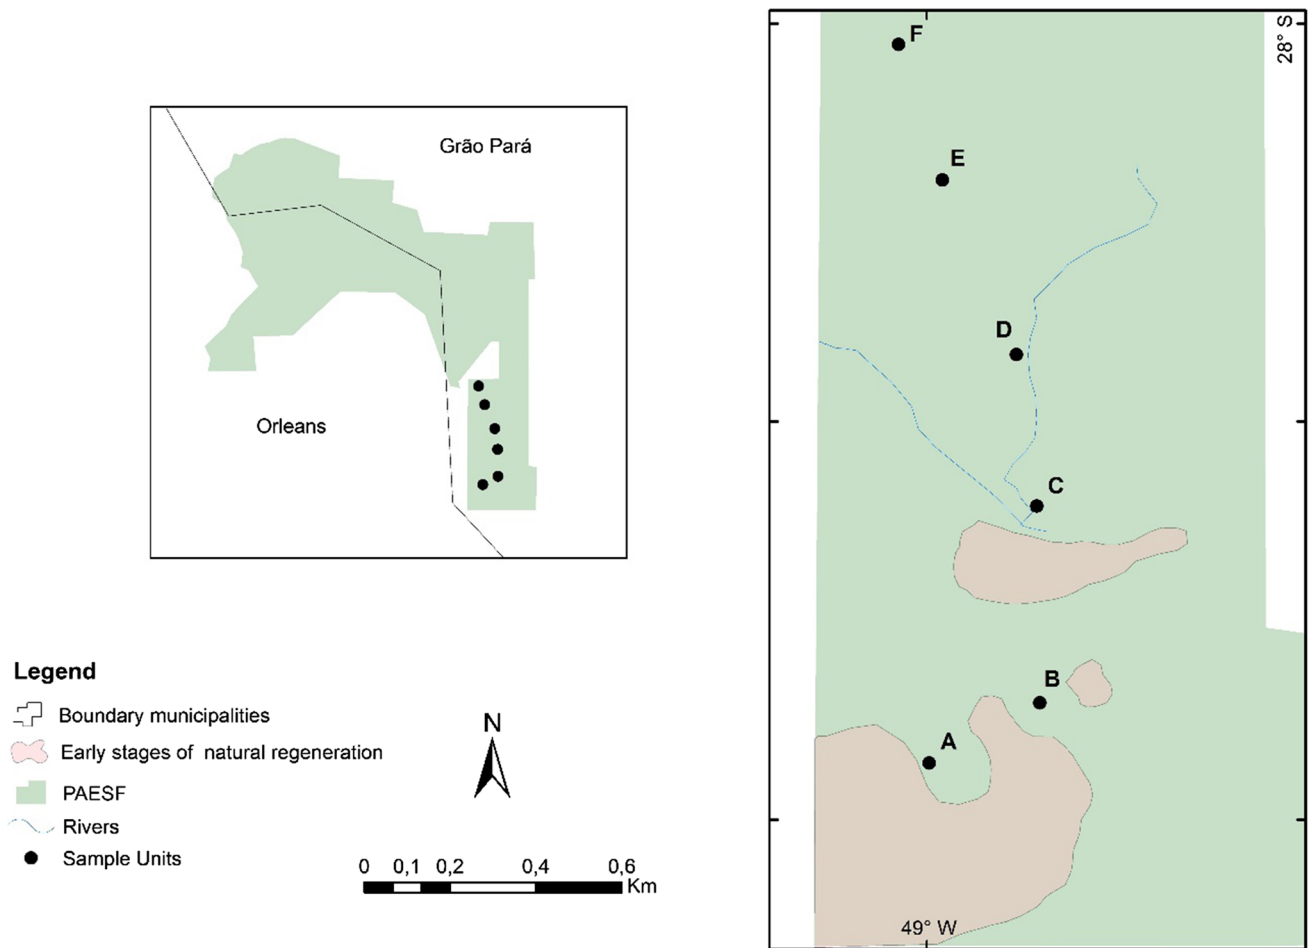 Grão Pará
Orleans
Legend
Boundary municipalities
Early stages of natural regeneration
PAESF
Rivers
Sample Units
N
0 0,1 0,2 0,4 0,6
Km
F
E
D
C
B
A
28° S
49° W